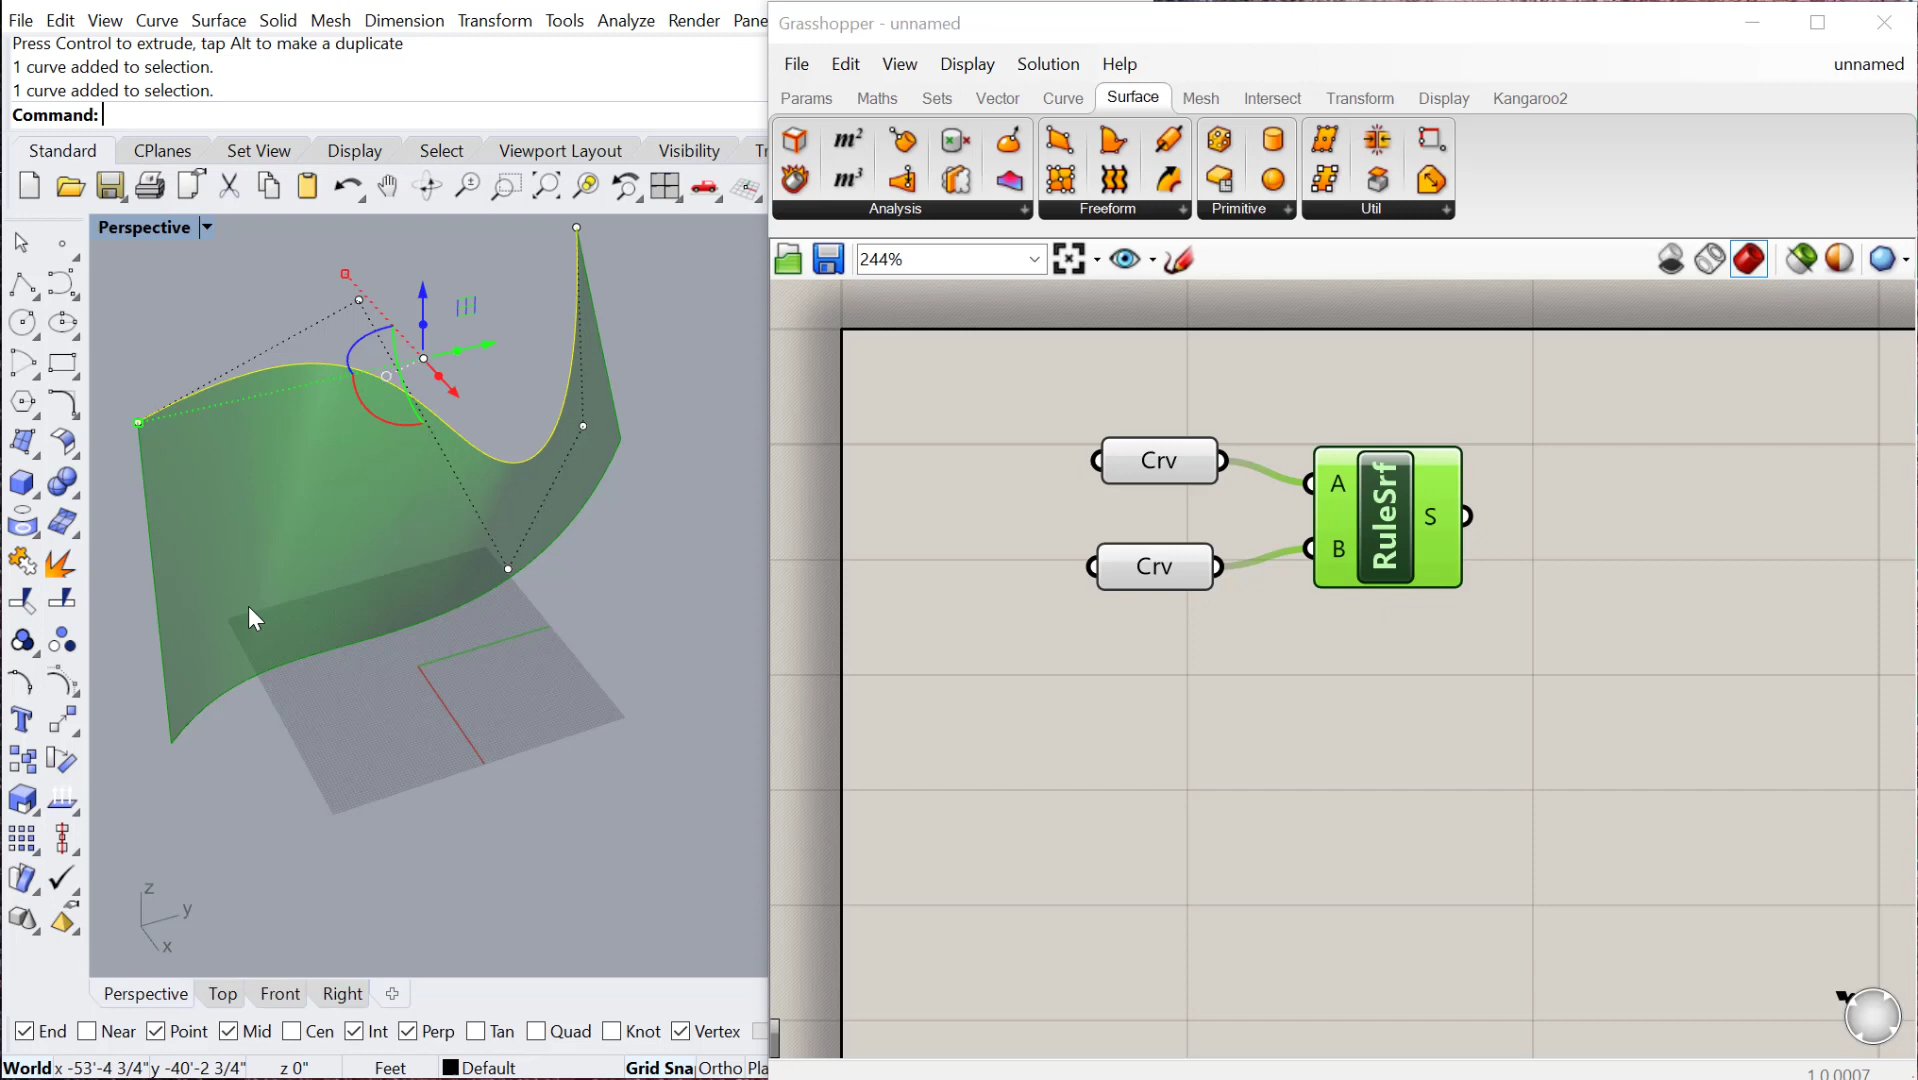 File Edit View Curve Surface Solid Mesh Dimension Transform Tools Analyze Render Pane
Press Control to extrude, tap Alt to make a duplicate
1 curve added to selection.
1 curve added to selection.
Command:
Standard CPlanes Set View Display Select Viewport Layout Visibility Tr
Perspective
z
y
x
Perspective Top Front Right
End Near Point Mid Cen Int Perp Tan Quad Knot Vertex
World x -53'-4 3/4" y -40'-2 3/4" z 0" Feet Default Grid Sna Ortho Pla
Grasshopper - unnamed
File Edit View Display Solution Help unnamed
Params Maths Sets Vector Curve Surface Mesh Intersect Transform Display Kangaroo2
m²
m³
Analysis Freeform Primitive Util
244%
Crv
Crv
A
B
RuleSrf
S
1.0.0007